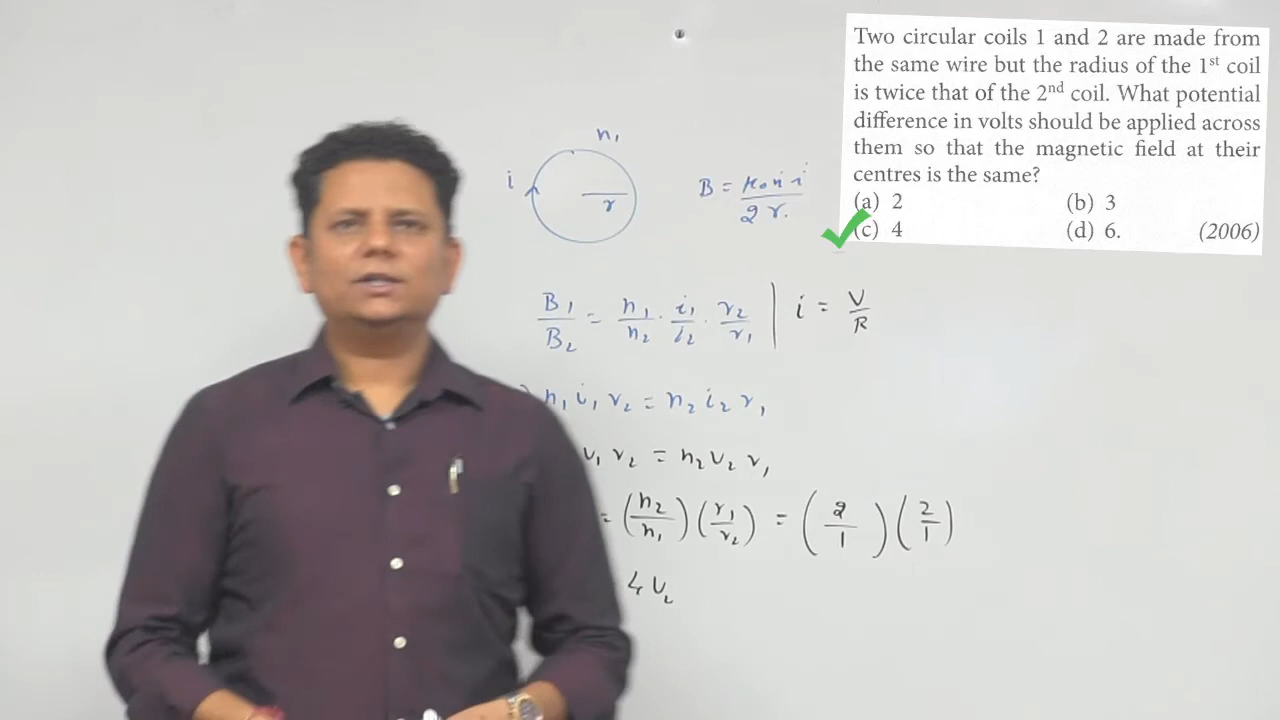 Two circular coils 1 and 2 are made from
the same wire but the radius of the 1st coil
is twice that of the 2nd coil. What potential
difference in volts should be applied across
them so that the magnetic field at their
centres is the same?
(a) 2 (b) 3
(c) 4 (d) 6. (2006)
n₁
i
r
B = μ₀ n i / 2 r.
B₁/B₂ = n₁/n₂ · i₁/i₂ · r₂/r₁ | i = V/R
n₁ i₁ r₂ = n₂ i₂ r₁
V₁ r₂ = n₂ V₂ r₁
= (n₂/n₁) (r₁/r₂) = (2/1) (2/1)
4 V₂